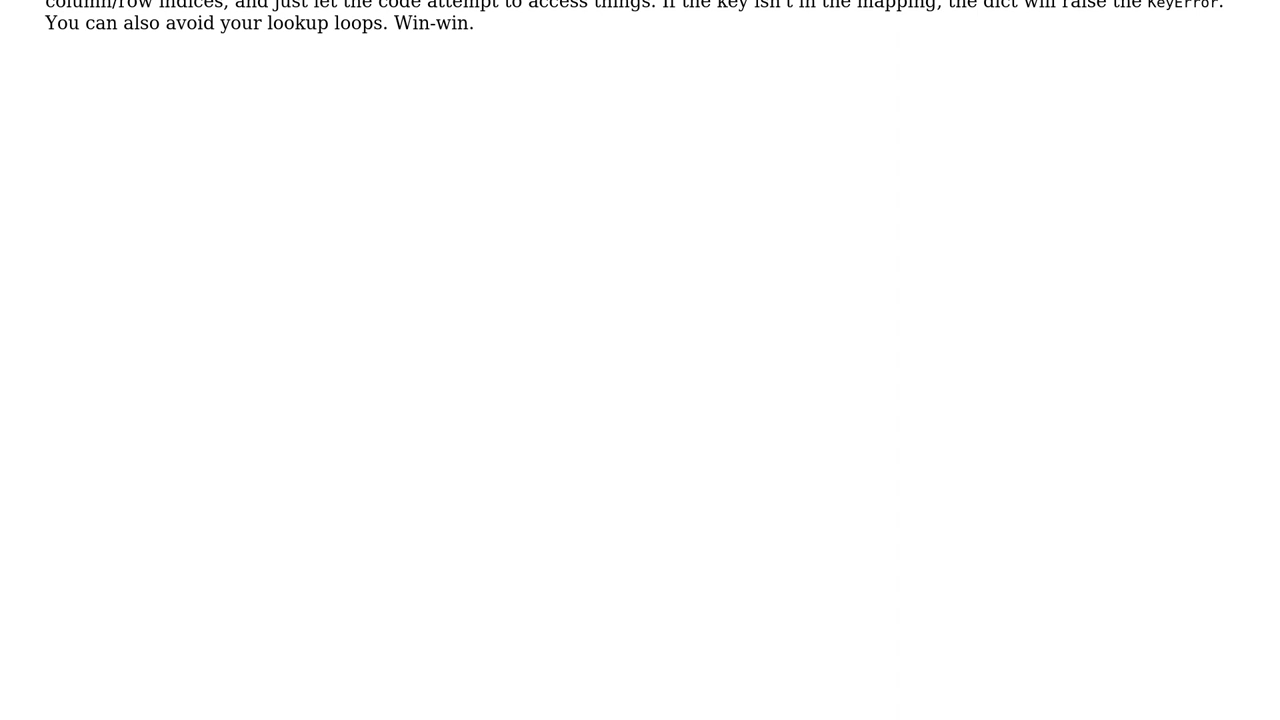 column/row indices, and just let the code attempt to access things. If the key isn't in the mapping, the dict will raise the KeyError.
You can also avoid your lookup loops. Win-win.